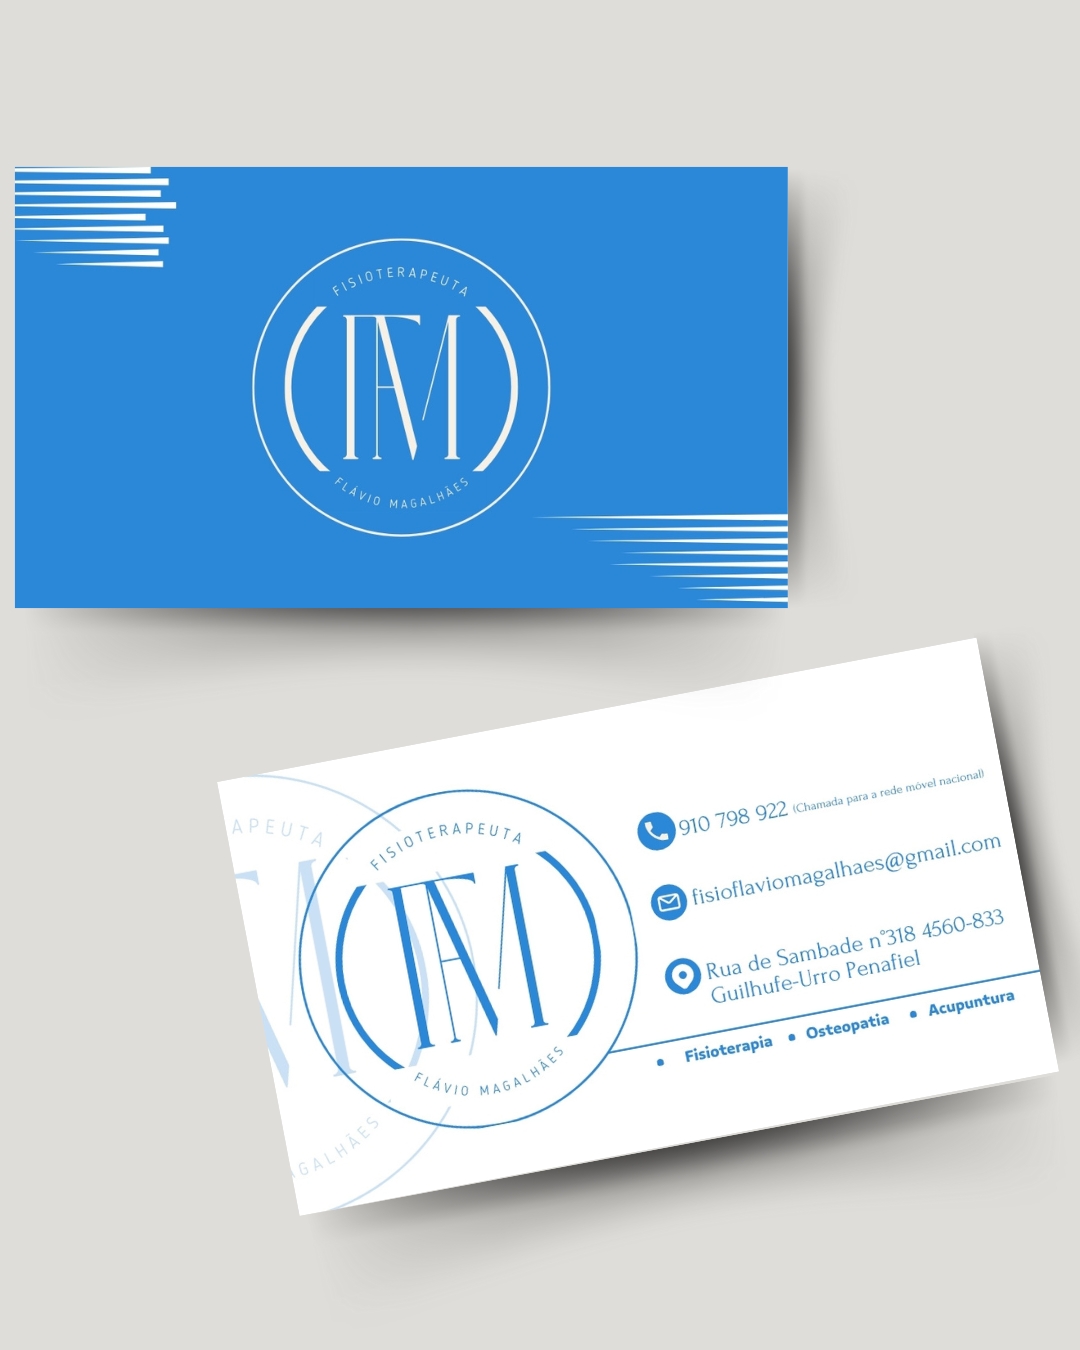 FISIOTERAPEUTA
FM
FLÁVIO MAGALHÃES
APEUTA
M
AGALHÃES
FISIOTERAPEUTA
FM
FLÁVIO MAGALHÃES
910 798 922 (Chamada para a rede móvel nacional)
fisioflaviomagalhaes@gmail.com
Rua de Sambade n°318 4560-833
Guilhufe-Urro Penafiel
• Fisioterapia • Osteopatia • Acupuntura